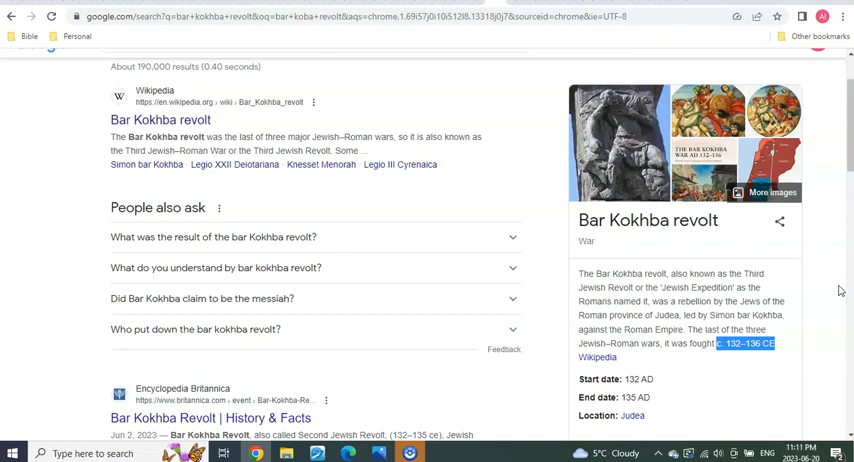 google.com/search?q=bar+kokhba+revolt&oq=bar+koba+revolt&aqs=chrome.1.69i57j0i10i512l8.13318j0j7&sourceid=chrome&ie=UTF-8
AI
Bible
Personal
Other bookmarks
About 190,000 results (0.40 seconds)
W
Wikipedia
https://en.wikipedia.org › wiki › Bar_Kokhba_revolt
Bar Kokhba revolt
The Bar Kokhba revolt was the last of three major Jewish–Roman wars, so it is also known as
the Third Jewish–Roman War or the Third Jewish Revolt. Some ...
Simon bar Kokhba · Legio XXII Deiotariana · Knesset Menorah · Legio III Cyrenaica
People also ask
What was the result of the bar Kokhba revolt?
What do you understand by bar kokhba revolt?
Did Bar Kokhba claim to be the messiah?
Who put down the bar kokhba revolt?
Feedback
Encyclopedia Britannica
https://www.britannica.com › event › Bar-Kokhba-Re...
Bar Kokhba Revolt | History & Facts
Jun 2, 2023 — Bar Kokhba Revolt, also called Second Jewish Revolt, (132–135 ce), Jewish
THE BAR KOKHBA
WAR AD 132–136
More images
Bar Kokhba revolt
War
The Bar Kokhba revolt, also known as the Third
Jewish Revolt or the 'Jewish Expedition' as the
Romans named it, was a rebellion by the Jews of the
Roman province of Judea, led by Simon bar Kokhba,
against the Roman Empire. The last of the three
Jewish–Roman wars, it was fought c. 132–136 CE
Wikipedia
Start date: 132 AD
End date: 135 AD
Location: Judea
Type here to search
5°C Cloudy
ENG
11:11 PM
2023-06-20
2